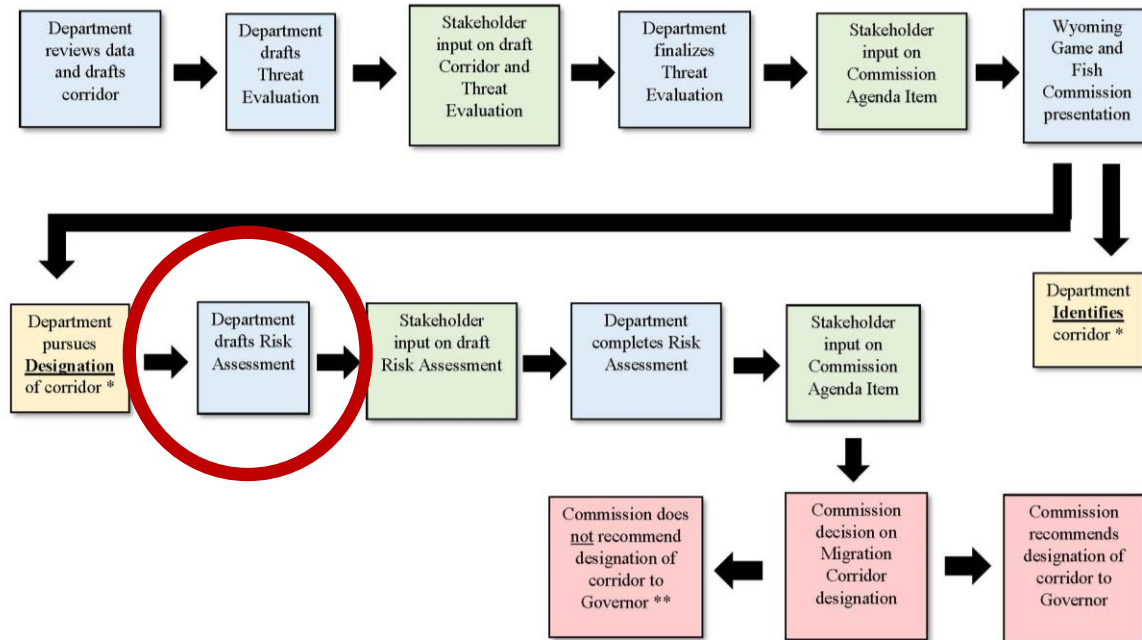 Department
reviews data
and drafts
corridor
Department
drafts
Threat
Evaluation
Stakeholder
input on draft
Corridor and
Threat
Evaluation
Department
finalizes
Threat
Evaluation
Stakeholder
input on
Commission
Agenda Item
Wyoming
Game and
Fish
Commission
presentation
Department
pursues
Designation
of corridor *
Department
drafts Risk
Assessment
Stakeholder
input on draft
Risk Assessment
Department
completes Risk
Assessment
Stakeholder
input on
Commission
Agenda Item
Department
Identifies
corridor *
Commission does
not recommend
designation of
corridor to
Governor **
Commission
decision on
Migration
Corridor
designation
Commission
recommends
designation of
corridor to
Governor